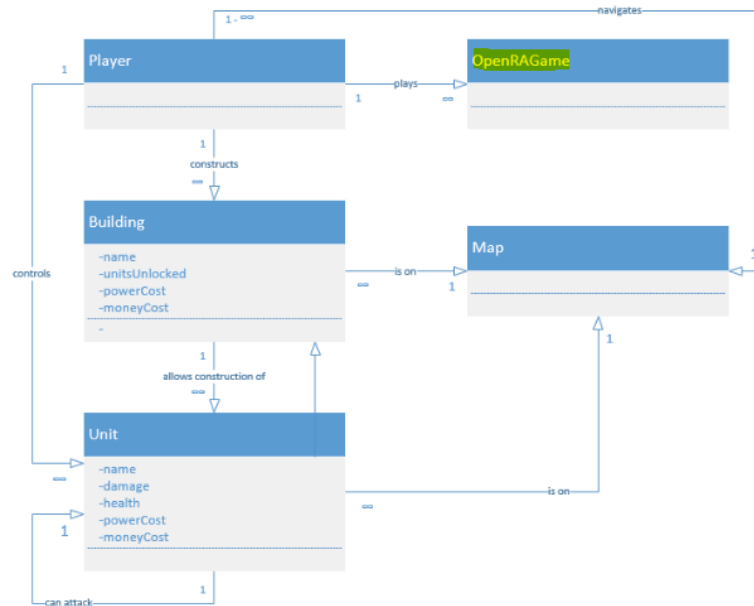 navigates
1 - ∞
Player
OpenRAGame
1
plays
1
∞
1
constructs
∞
Building
-name
-unitsUnlocked
-powerCost
-moneyCost
-
Map
controls
is on
1
∞
1
1
1
allows construction of
∞
Unit
-name
-damage
-health
-powerCost
-moneyCost
∞
is on
∞
1
1
can attack